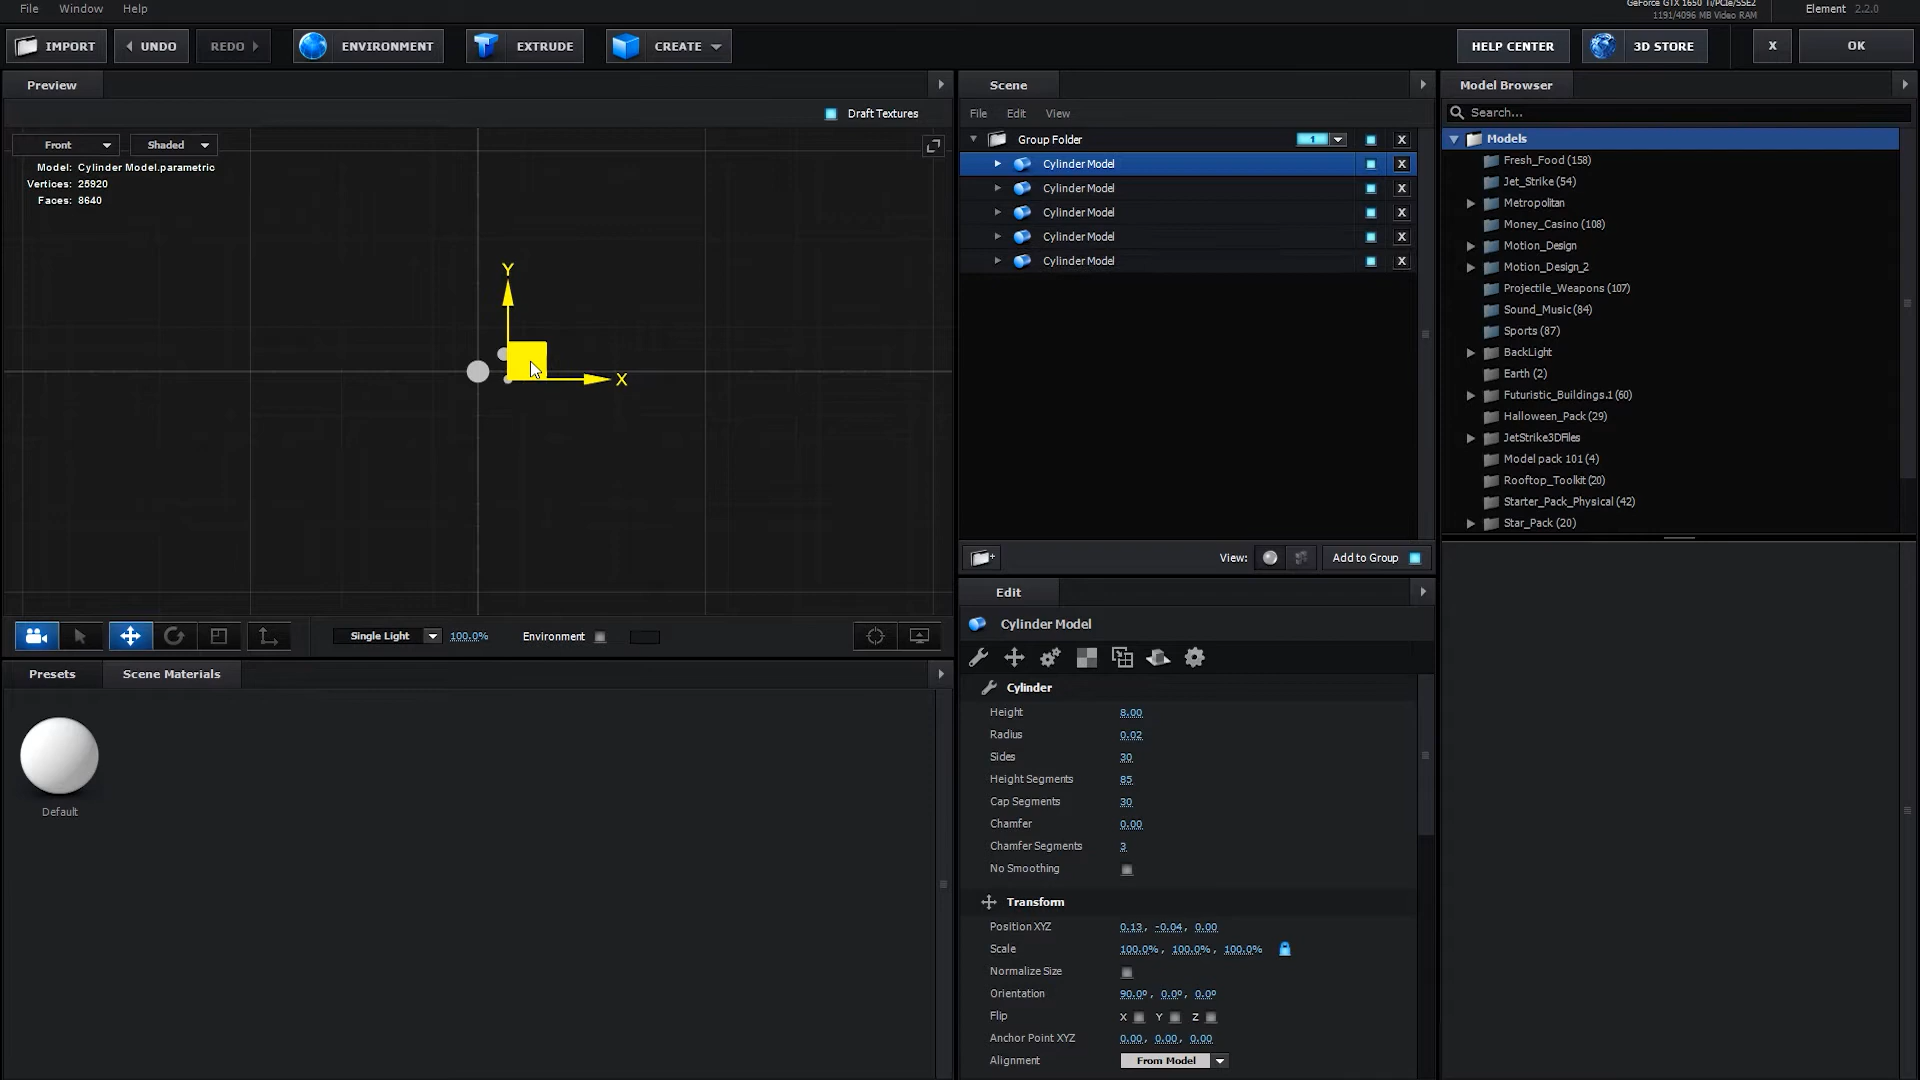 File Window Help
GeForce GTX 1650 Ti/PCIe/SSE2
1191/4096 MB Video RAM
Element 2.2.0
IMPORT UNDO REDO ENVIRONMENT EXTRUDE CREATE HELP CENTER 3D STORE X OK
Preview
Draft Textures
Front Shaded
Model: Cylinder Model.parametric
Vertices: 25920
Faces: 8640
Y
X
Single Light 100.0% Environment
Presets Scene Materials
Default
Scene
File Edit View
Group Folder 1 X
Cylinder Model X
Cylinder Model X
Cylinder Model X
Cylinder Model X
Cylinder Model X
View: Add to Group
Edit
Cylinder Model
Cylinder
Height 8.00
Radius 0.02
Sides 30
Height Segments 85
Cap Segments 30
Chamfer 0.00
Chamfer Segments 3
No Smoothing
Transform
Position XYZ 0.13, -0.04, 0.00
Scale 100.0%, 100.0%, 100.0%
Normalize Size
Orientation 90.0º, 0.0º, 0.0º
Flip X Y Z
Anchor Point XYZ 0.00, 0.00, 0.00
Alignment From Model
Model Browser
Search...
Models
Fresh_Food (158)
Jet_Strike (54)
Metropolitan
Money_Casino (108)
Motion_Design
Motion_Design_2
Projectile_Weapons (107)
Sound_Music (84)
Sports (87)
BackLight
Earth (2)
Futuristic_Buildings.1 (60)
Halloween_Pack (29)
JetStrike3DFiles
Model pack 101 (4)
Rooftop_Toolkit (20)
Starter_Pack_Physical (42)
Star_Pack (20)